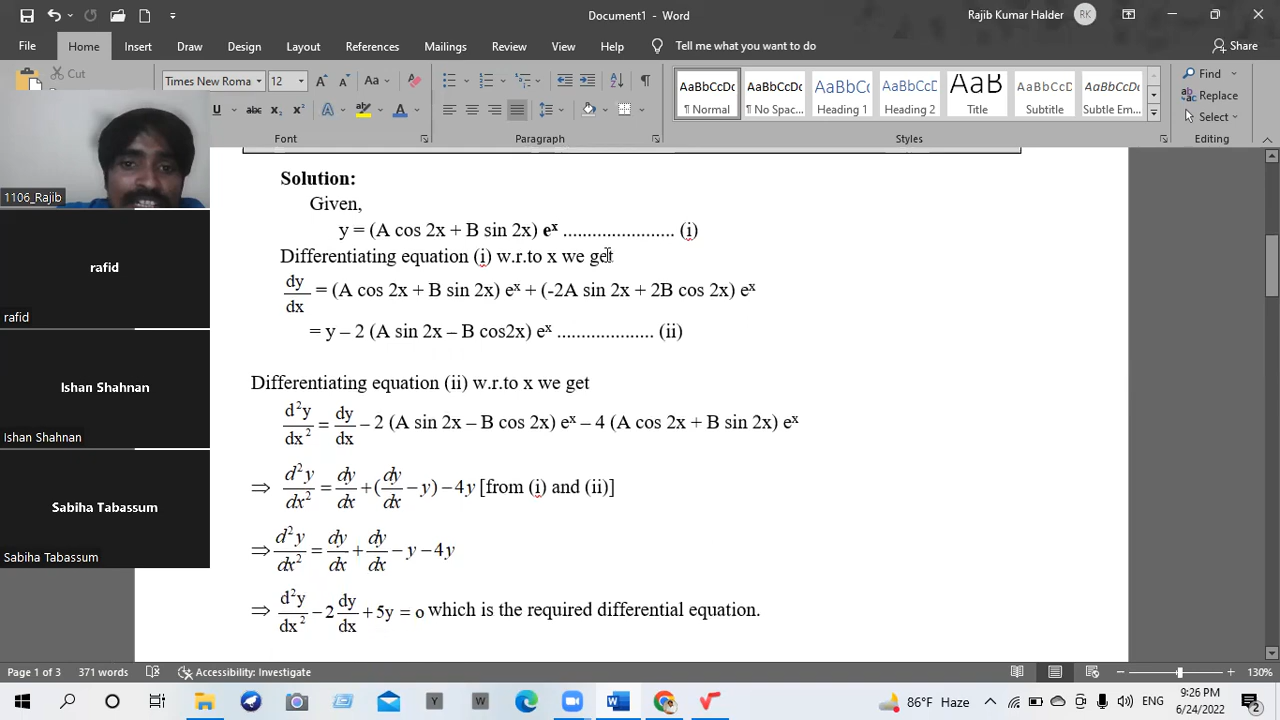 Document1 - Word
Rajib Kumar Halder
RK
File Home Insert Draw Design Layout References Mailings Review View Help Tell me what you want to do Share
Cut
Times New Roma 12
Aa
AaBbCcDc AaBbCcDc AaBbCc AaBbCcD AaB AaBbCcD AaBbCcDc
¶ Normal ¶ No Spac... Heading 1 Heading 2 Title Subtitle Subtle Em...
Find
Replace
Select
Font Paragraph Styles Editing
1106_Rajib
rafid
rafid
Ishan Shahnan
Ishan Shahnan
Sabiha Tabassum
Sabiha Tabassum
Solution:
Given,
y = (A cos 2x + B sin 2x) eˣ ....................... (i)
Differentiating equation (i) w.r.to x we get
dy/dx = (A cos 2x + B sin 2x) eˣ + (-2A sin 2x + 2B cos 2x) eˣ
= y – 2 (A sin 2x – B cos2x) eˣ .................... (ii)
Differentiating equation (ii) w.r.to x we get
d²y/dx² = dy/dx – 2 (A sin 2x – B cos 2x) eˣ – 4 (A cos 2x + B sin 2x) eˣ
⇒ d²y/dx² = dy/dx + (dy/dx – y) – 4y [from (i) and (ii)]
⇒ d²y/dx² = dy/dx + dy/dx – y – 4y
⇒ d²y/dx² – 2 dy/dx + 5y = o which is the required differential equation.
Page 1 of 3 371 words Accessibility: Investigate 130%
86°F Haze ENG 9:26 PM
6/24/2022
2